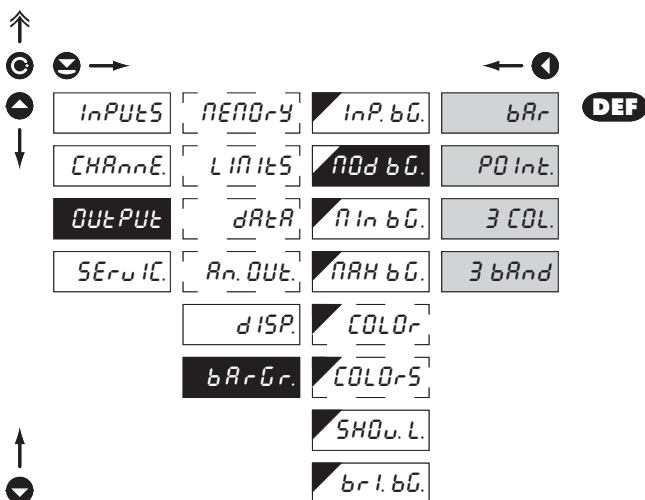 InPUtS MEMOrY InP. bG. bAr DEF
CHAnnE. LIMItS MOd bG. POInt.
OUtPUt dAtA MIn bG. 3 COL.
SErvIC. An. OUt. MAX bG. 3 bAnd
dISP. COLOr
bArGr. COLOrS
SHOv. L.
brI. bG.